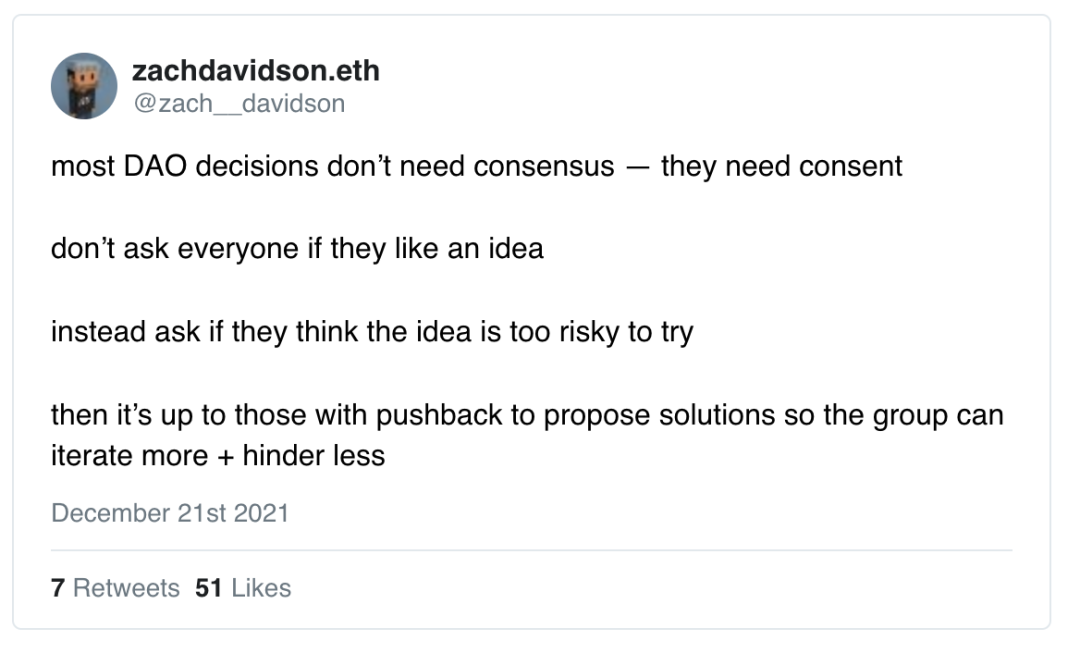 zachdavidson.eth
@zach__davidson
most DAO decisions don’t need consensus — they need consent
don’t ask everyone if they like an idea
instead ask if they think the idea is too risky to try
then it’s up to those with pushback to propose solutions so the group can
iterate more + hinder less
December 21st 2021
7 Retweets 51 Likes